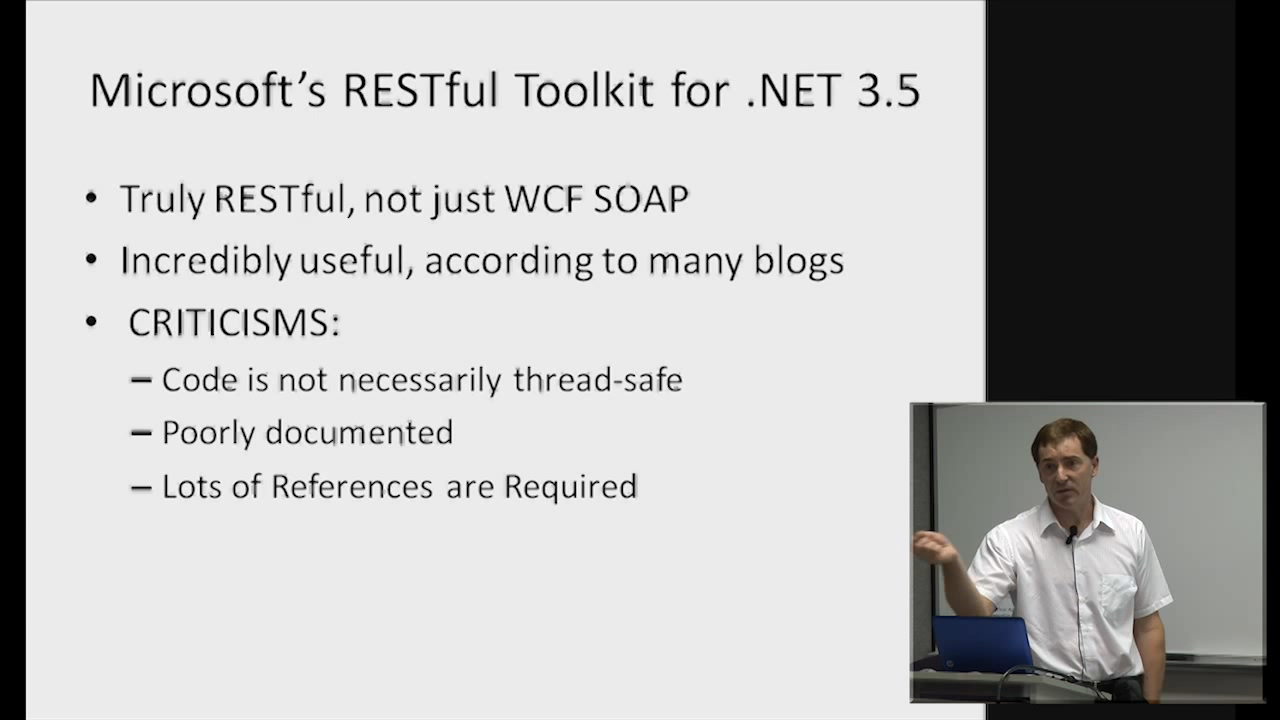 Microsoft’s RESTful Toolkit for .NET 3.5
• Truly RESTful, not just WCF SOAP
• Incredibly useful, according to many blogs
• CRITICISMS:
– Code is not necessarily thread-safe
– Poorly documented
– Lots of References are Required